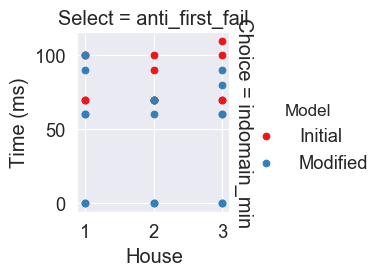 Select = anti_first_fail
Choice = indomain_min
Time (ms)
100
50
0
1 2 3
House
Model
Initial
Modified